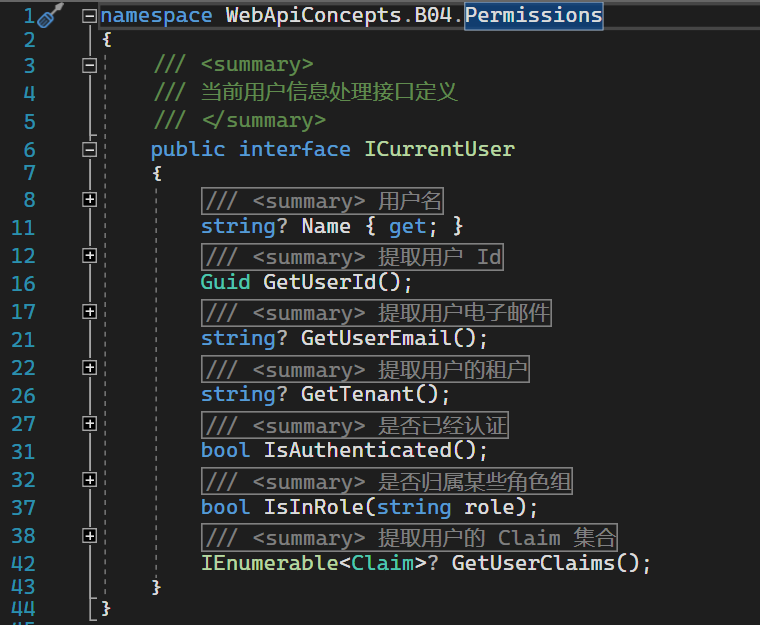 1 namespace WebApiConcepts.B04.Permissions
2 {
3 /// <summary>
4 /// 当前用户信息处理接口定义
5 /// </summary>
6 public interface ICurrentUser
7 {
8 /// <summary> 用户名
11 string? Name { get; }
12 /// <summary> 提取用户 Id
16 Guid GetUserId();
17 /// <summary> 提取用户电子邮件
21 string? GetUserEmail();
22 /// <summary> 提取用户的租户
26 string? GetTenant();
27 /// <summary> 是否已经认证
31 bool IsAuthenticated();
32 /// <summary> 是否归属某些角色组
37 bool IsInRole(string role);
38 /// <summary> 提取用户的 Claim 集合
42 IEnumerable<Claim>? GetUserClaims();
43 }
44 }